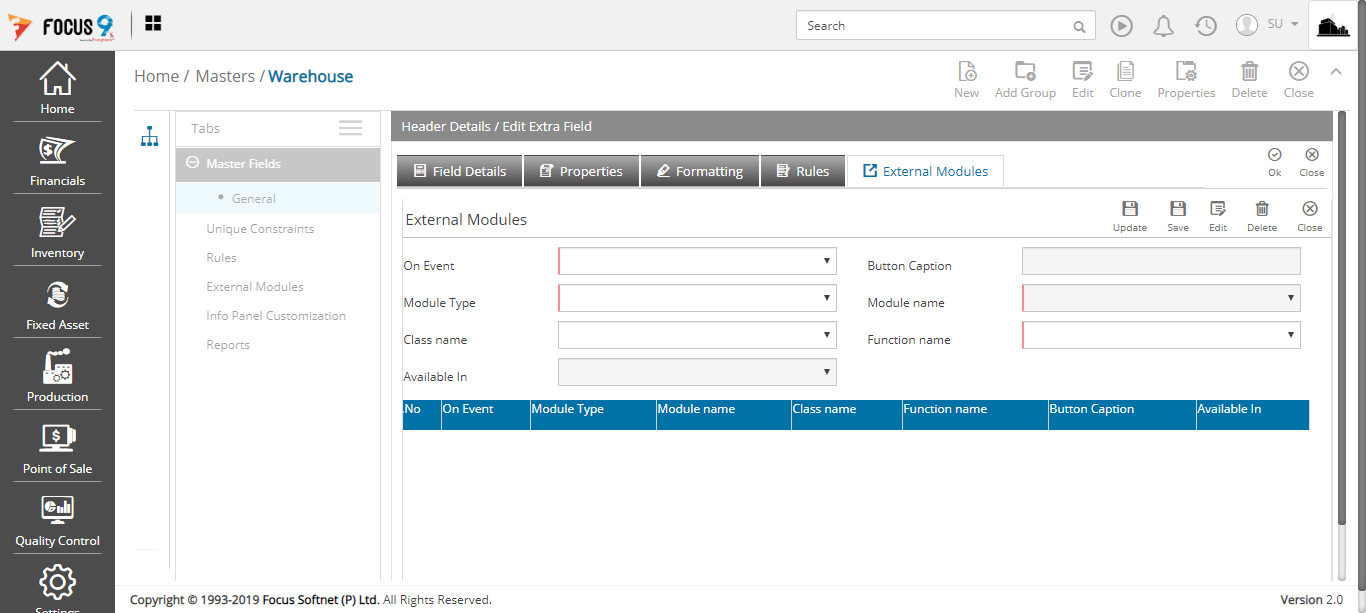 FOCUS 9
Search
SU
Home / Masters / Warehouse
New
Add Group
Edit
Clone
Properties
Delete
Close
Home
Financials
Inventory
Fixed Asset
Production
Point of Sale
Quality Control
Settings
Tabs
Master Fields
General
Unique Constraints
Rules
External Modules
Info Panel Customization
Reports
Header Details / Edit Extra Field
Field Details
Properties
Formatting
Rules
External Modules
Ok
Close
External Modules
Update
Save
Edit
Delete
Close
On Event
Button Caption
Module Type
Module name
Class name
Function name
Available In
.No On Event Module Type Module name Class name Function name Button Caption Available In
Copyright © 1993-2019 Focus Softnet (P) Ltd. All Rights Reserved.
Version 2.0